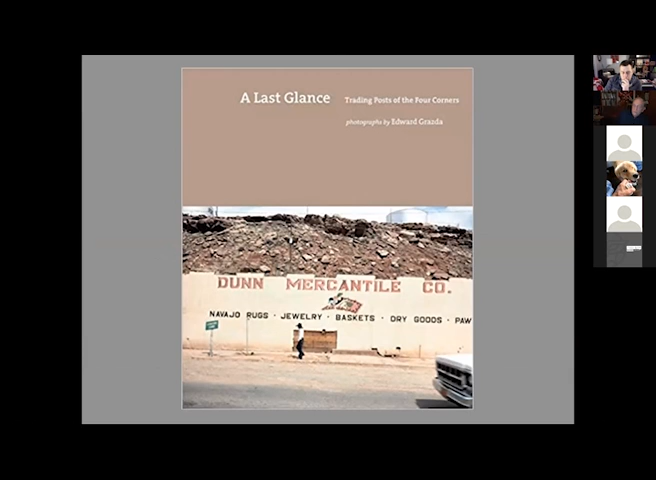 A Last Glance Trading Posts of the Four Corners
photographs by Edward Grazda
DUNN MERCANTILE CO.
NAVAJO RUGS · JEWELRY · BASKETS · DRY GOODS · PAW